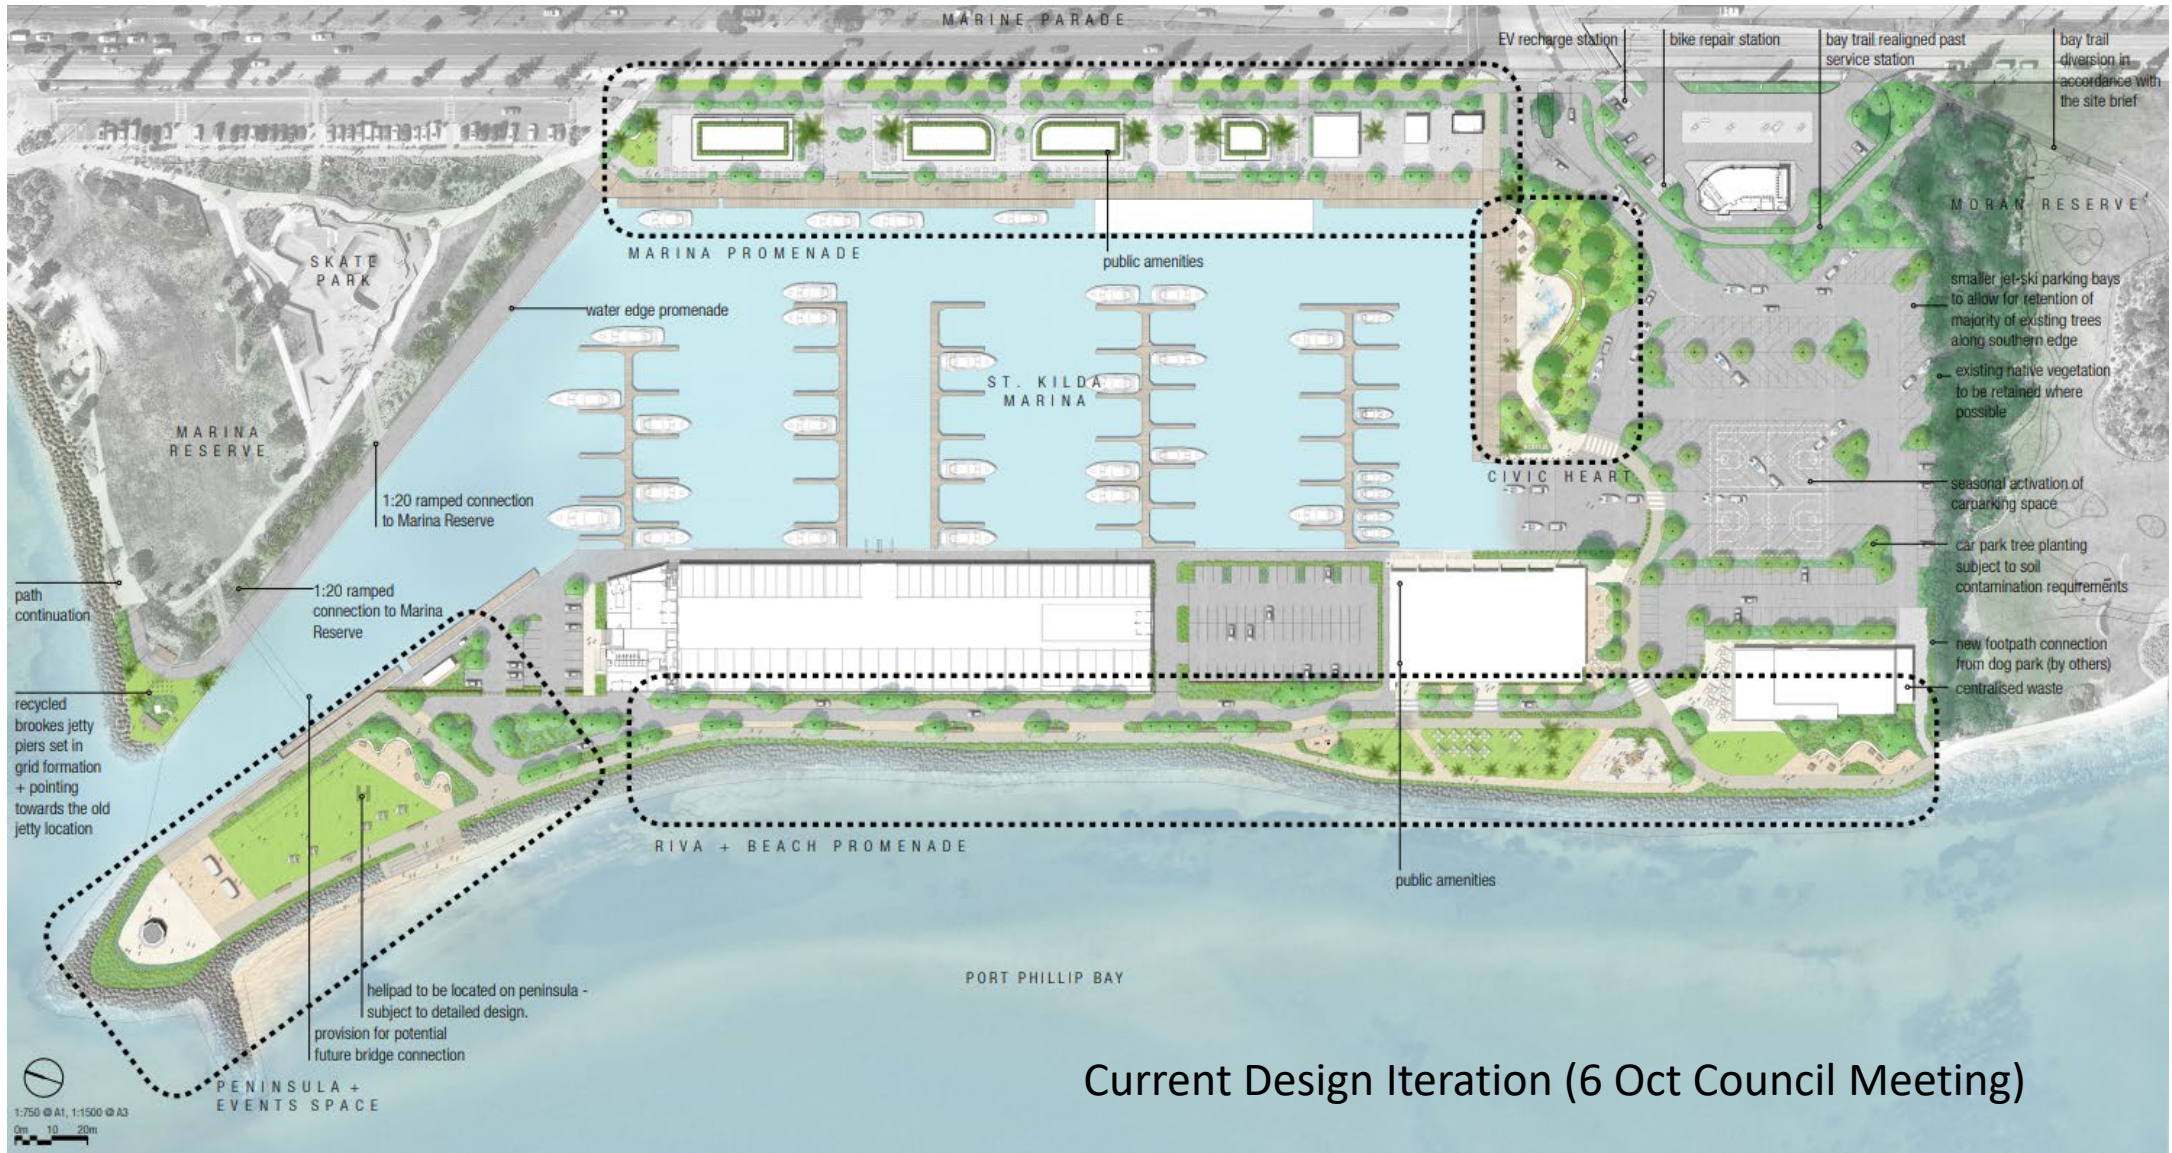 MARINE PARADE
EV recharge station
bike repair station
bay trail realigned past
service station
bay trail
diversion in
accordance with
the site brief
MORAN RESERVE
SKATE
PARK
MARINA PROMENADE
public amenities
water edge promenade
smaller jet-ski parking bays
to allow for retention of
majority of existing trees
along southern edge
ST. KILDA
MARINA
existing native vegetation
to be retained where
possible
MARINA
RESERVE
CIVIC HEART
seasonal activation of
carparking space
1:20 ramped connection
to Marina Reserve
car park tree planting
subject to soil
contamination requirements
path
continuation
1:20 ramped
connection to Marina
Reserve
new footpath connection
from dog park (by others)
centralised waste
recycled
brookes jetty
piers set in
grid formation
+ pointing
towards the old
jetty location
RIVA + BEACH PROMENADE
public amenities
PORT PHILLIP BAY
helipad to be located on peninsula -
subject to detailed design.
provision for potential
future bridge connection
PENINSULA +
EVENTS SPACE
Current Design Iteration (6 Oct Council Meeting)
1:750 @ A1, 1:1500 @ A3
0m 10 20m